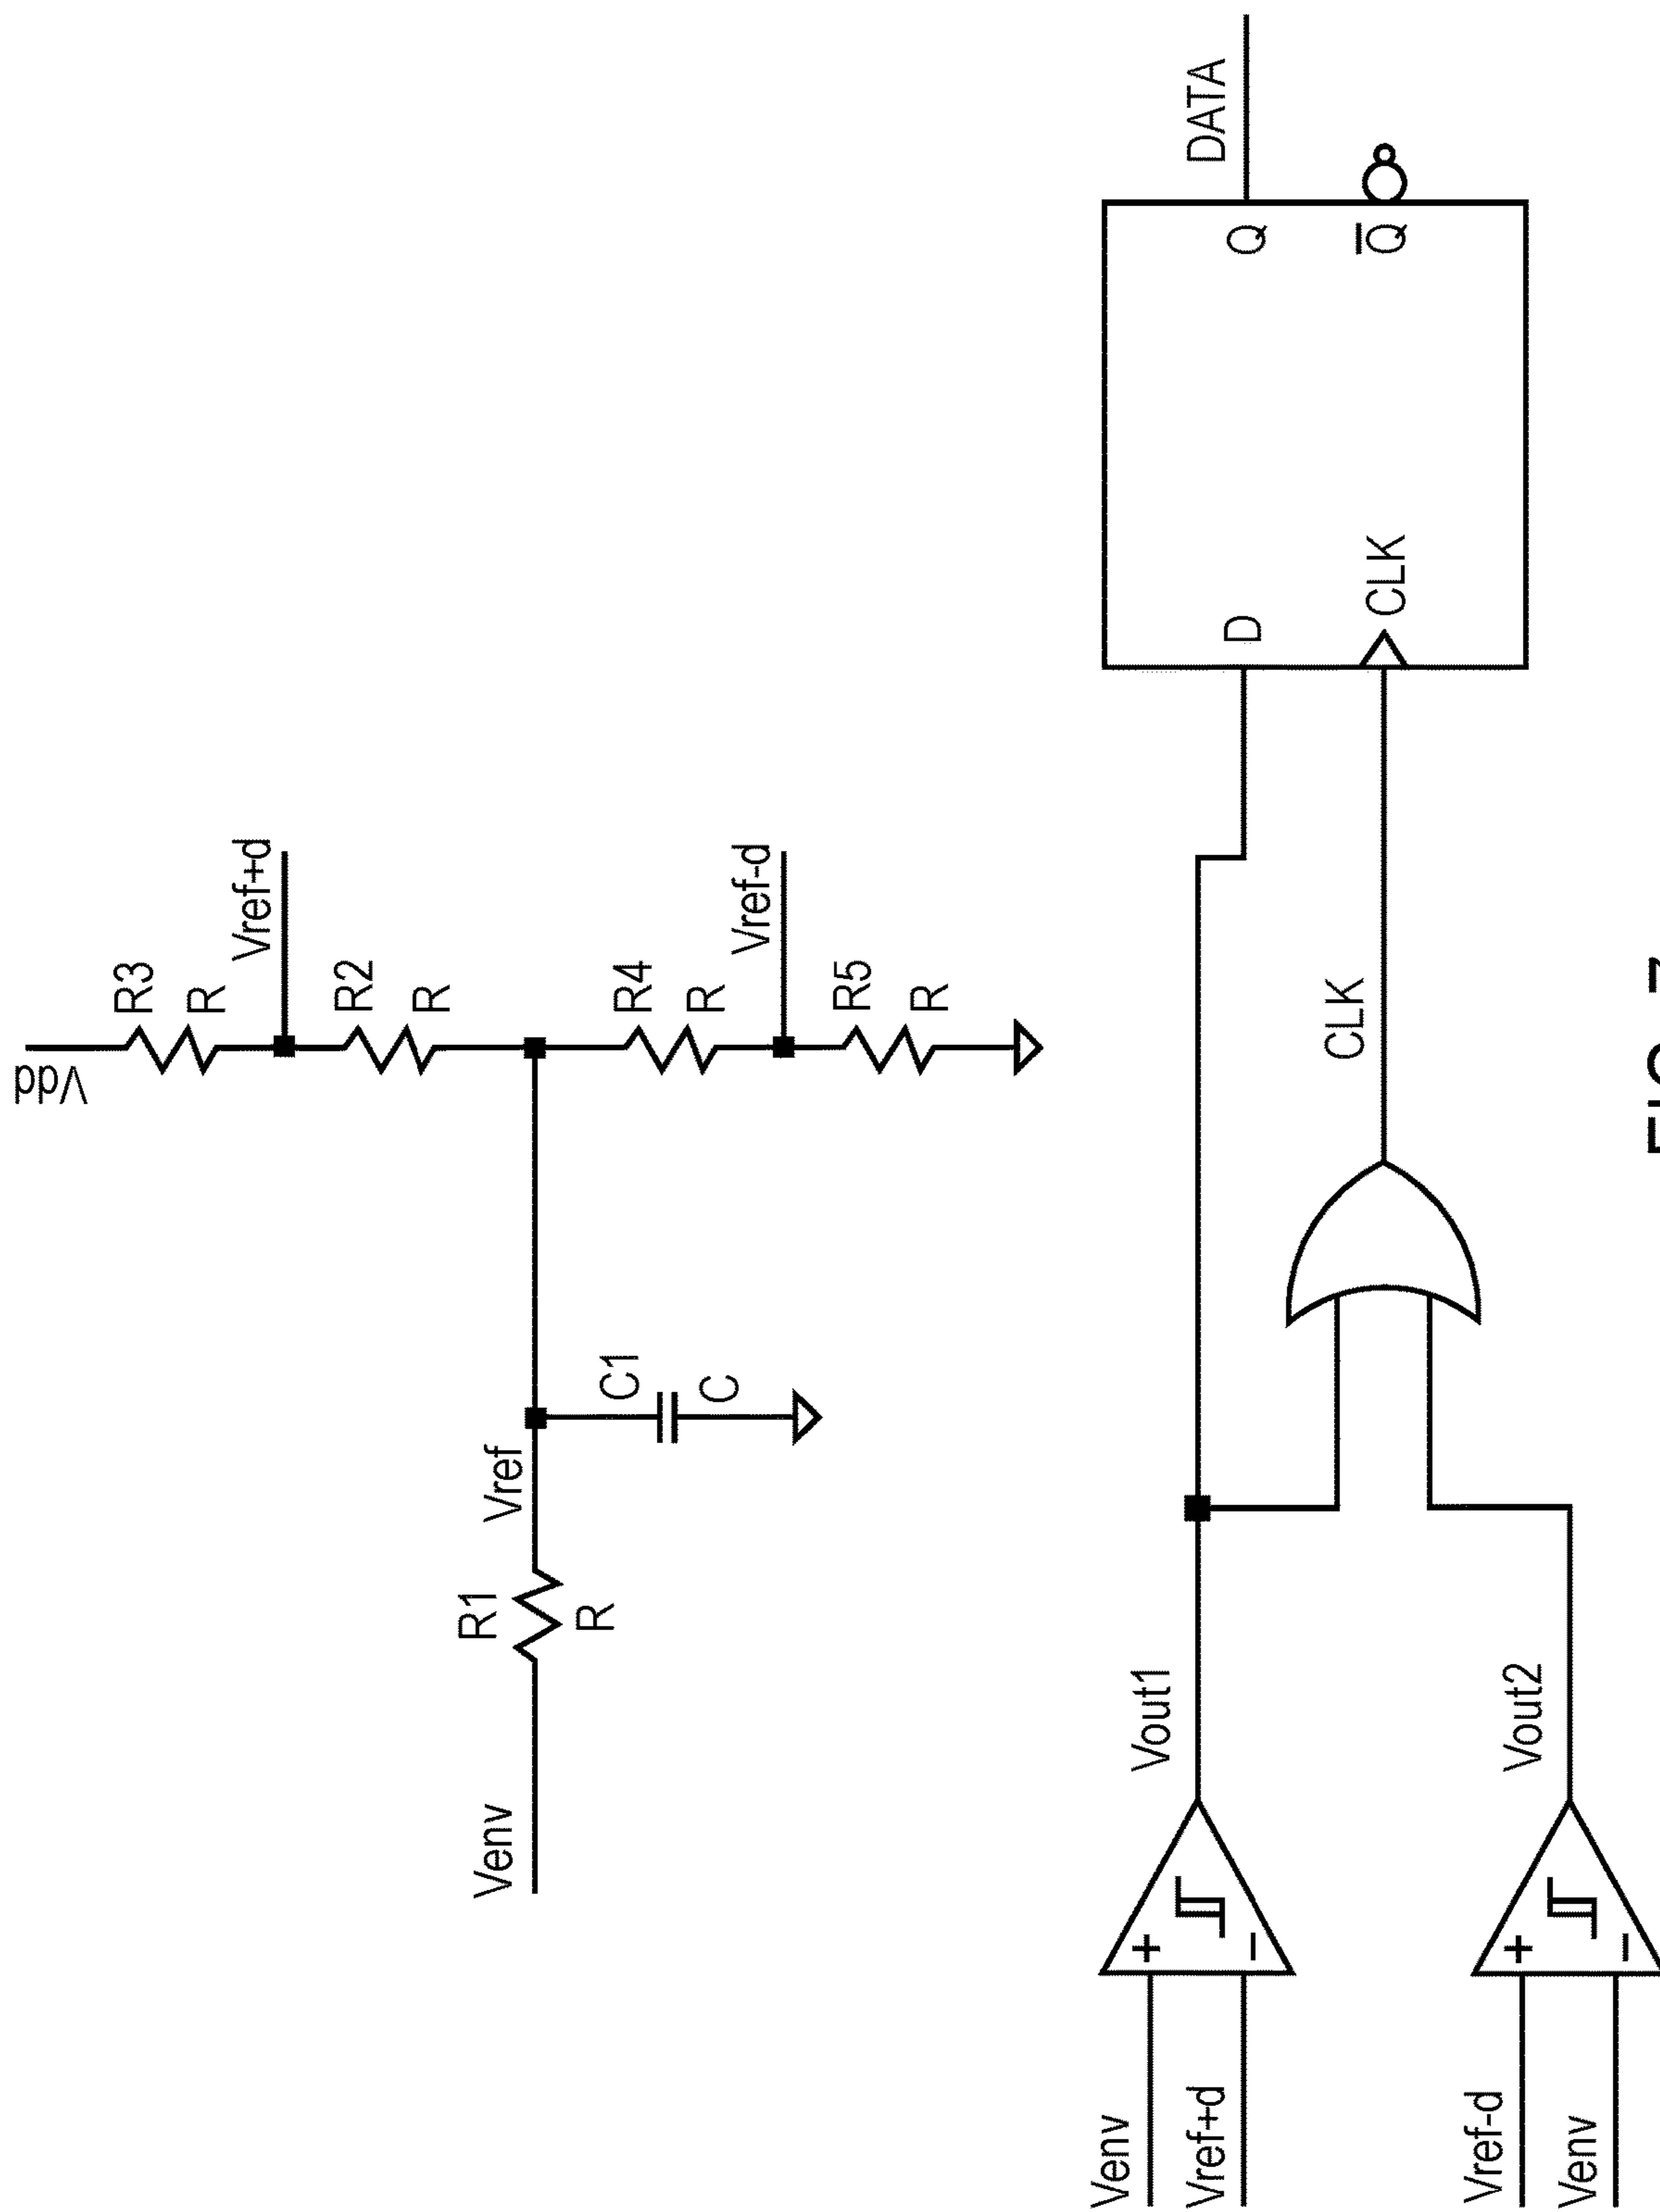 Vdd
R3
R
Vref+d
R2
R
Venv
R1
R
Vref
C1
C
R4
R
Vref-d
R5
R
Venv
Vref+d
+
−
Vout1
D
Q
DATA
CLK
CLK
Q̅
Vref-d
Venv
+
−
Vout2